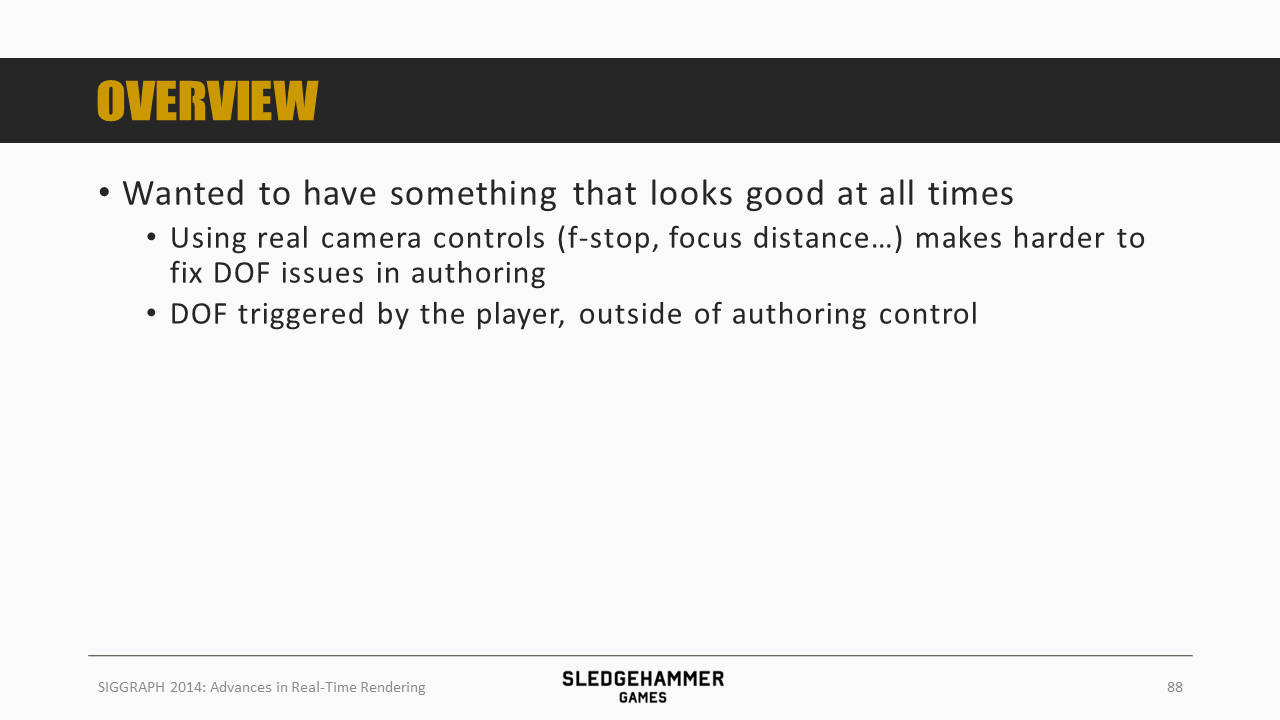 OVERVIEW
• Wanted to have something that looks good at all times
• Using real camera controls (f-stop, focus distance…) makes harder to
fix DOF issues in authoring
• DOF triggered by the player, outside of authoring control
SIGGRAPH 2014: Advances in Real-Time Rendering
SLEDGEHAMMER
GAMES
88